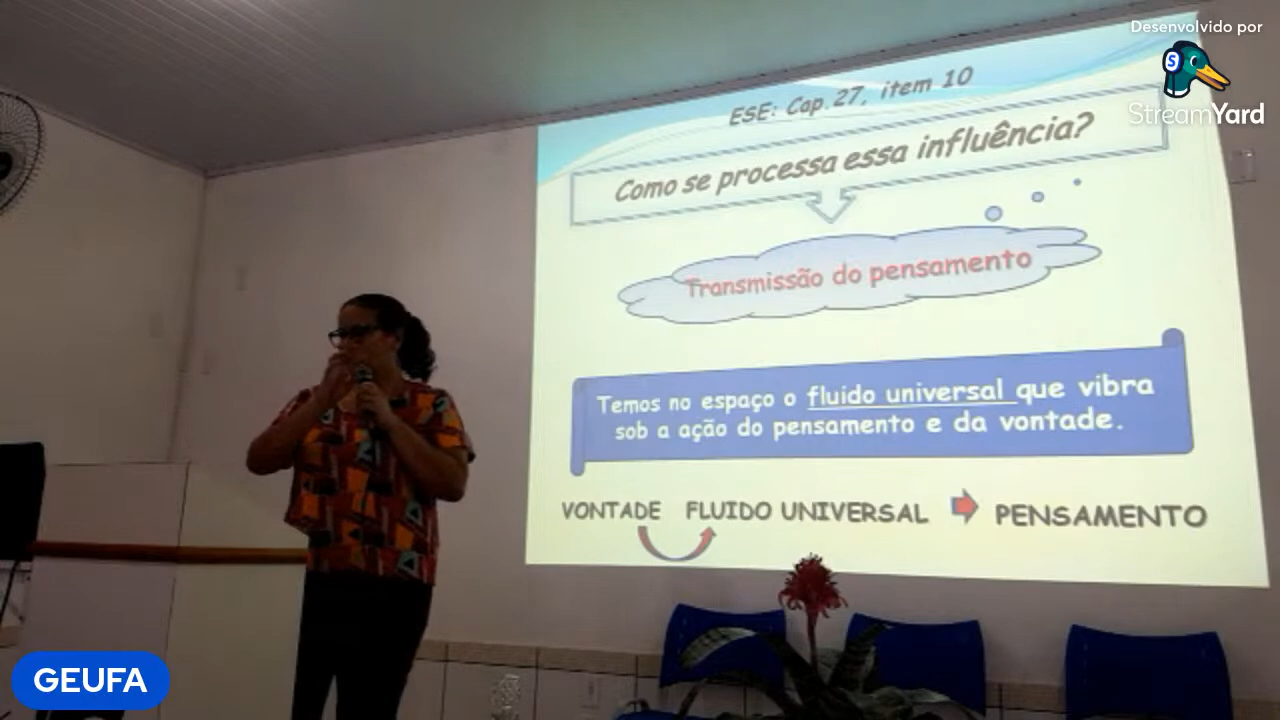 Desenvolvido por
StreamYard
ESE: Cap. 27, item 10
Como se processa essa influência?
Transmissão do pensamento
Temos no espaço o fluido universal que vibra
sob a ação do pensamento e da vontade.
VONTADE FLUIDO UNIVERSAL PENSAMENTO
GEUFA